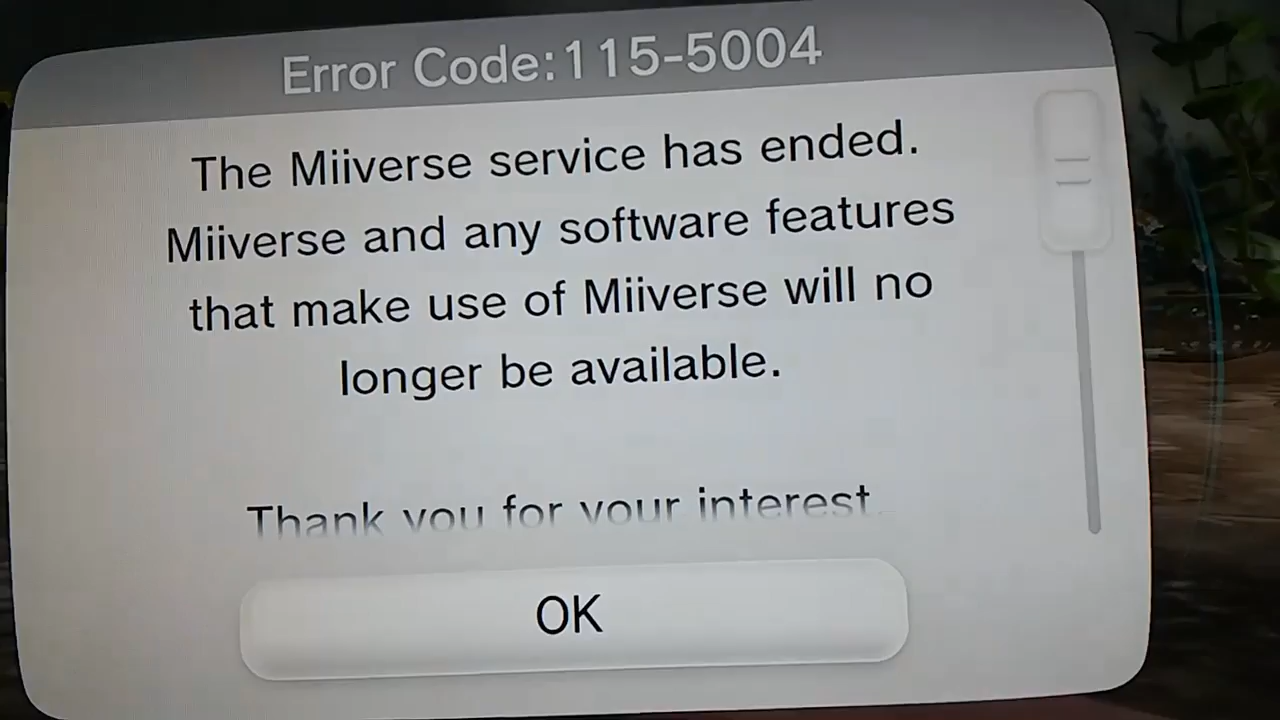 Error Code:115-5004
The Miiverse service has ended.
Miiverse and any software features
that make use of Miiverse will no
longer be available.
Thank you for your interest
OK